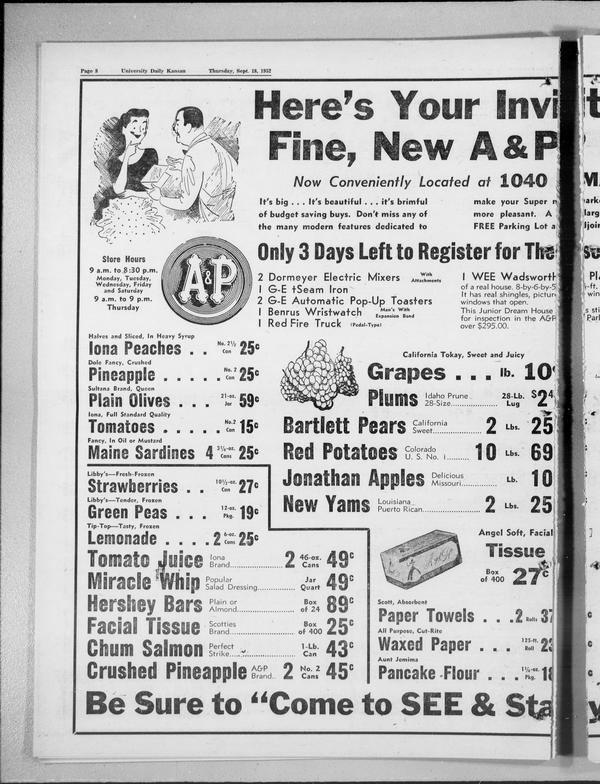 Page 8 University Daily Kansan Thursday, Sept. 18, 1952
Here's Your Invi
Fine, New A & P
Now Conveniently Located at 1040
It's big . . . It's beautiful . . . it's brimful
of budget saving buys. Don't miss any of
the many modern features dedicated to
make your Super
more pleasant. A
FREE Parking Lot
Store Hours
9 a.m. to 8:30 p.m.
Monday, Tuesday,
Wednesday, Friday
and Saturday
9 a.m. to 9 p.m.
Thursday
A&P
Only 3 Days Left to Register for The
2 Dormeyer Electric Mixers With Attachments
1 G-E tSeam Iron
2 G-E Automatic Pop-Up Toasters
1 Benrus Wristwatch Man's With Expansion Band
1 Red Fire Truck (Pedal-Type)
1 WEE Wadsworth
of a real house. 8-by-6-by-5
It has real shingles, picture
windows that open.
This Junior Dream House
for inspection in the A&P
over $295.00.
Halves and Sliced, In Heavy Syrup
Iona Peaches . . No. 2½ Can 25c
Dole Fancy, Crushed
Pineapple . . . . . No. 2 Can 25c
Sultana Brand, Queen
Plain Olives . . . 21-oz. Jar 59c
Iona, Full Standard Quality
Tomatoes . . . . . No.2 Can 15c
Fancy, In Oil or Mustard
Maine Sardines 4 3¼-oz. Cans 25c
Libby's—Fresh-Frozen
Strawberries . . 10½-oz. Can 27c
Libby's—Tender, Frozen
Green Peas . . . 12-oz. Pkg. 19c
Tip-Top—Tasty, Frozen
Lemonade . . . . 2 6-oz. Cans 25c
Tomato Juice Iona Brand 2 46-oz. Cans 49c
Miracle Whip Popular Salad Dressing Jar Quart 49c
Hershey Bars Plain or Almond Box of 24 89c
Facial Tissue Scotties Brand Box of 400 25c
Chum Salmon Perfect Strike 1-Lb. Can 43c
Crushed Pineapple A&P Brand 2 No. 2 Cans 45c
California Tokay, Sweet and Juicy
Grapes . . . lb. 10c
Plums Idaho Prune 28-Size 28-Lb. Lug $2
Bartlett Pears California Sweet 2 Lbs. 25
Red Potatoes Colorado U. S. No. 1 10 Lbs. 69
Jonathan Apples Delicious Missouri Lb. 10
New Yams Louisiana Puerto Rican 2 Lbs. 25
Angel Soft, Facial
Tissue
Box of 400 27c
Scott, Absorbent
Paper Towels . . . 2 Rolls 37
All Purpose, Cut-Rite
Waxed Paper . . . 125-ft. Roll
Aunt Jemima
Pancake Flour . . . 1¼-oz. Pkg.
Be Sure to "Come to SEE & Sta